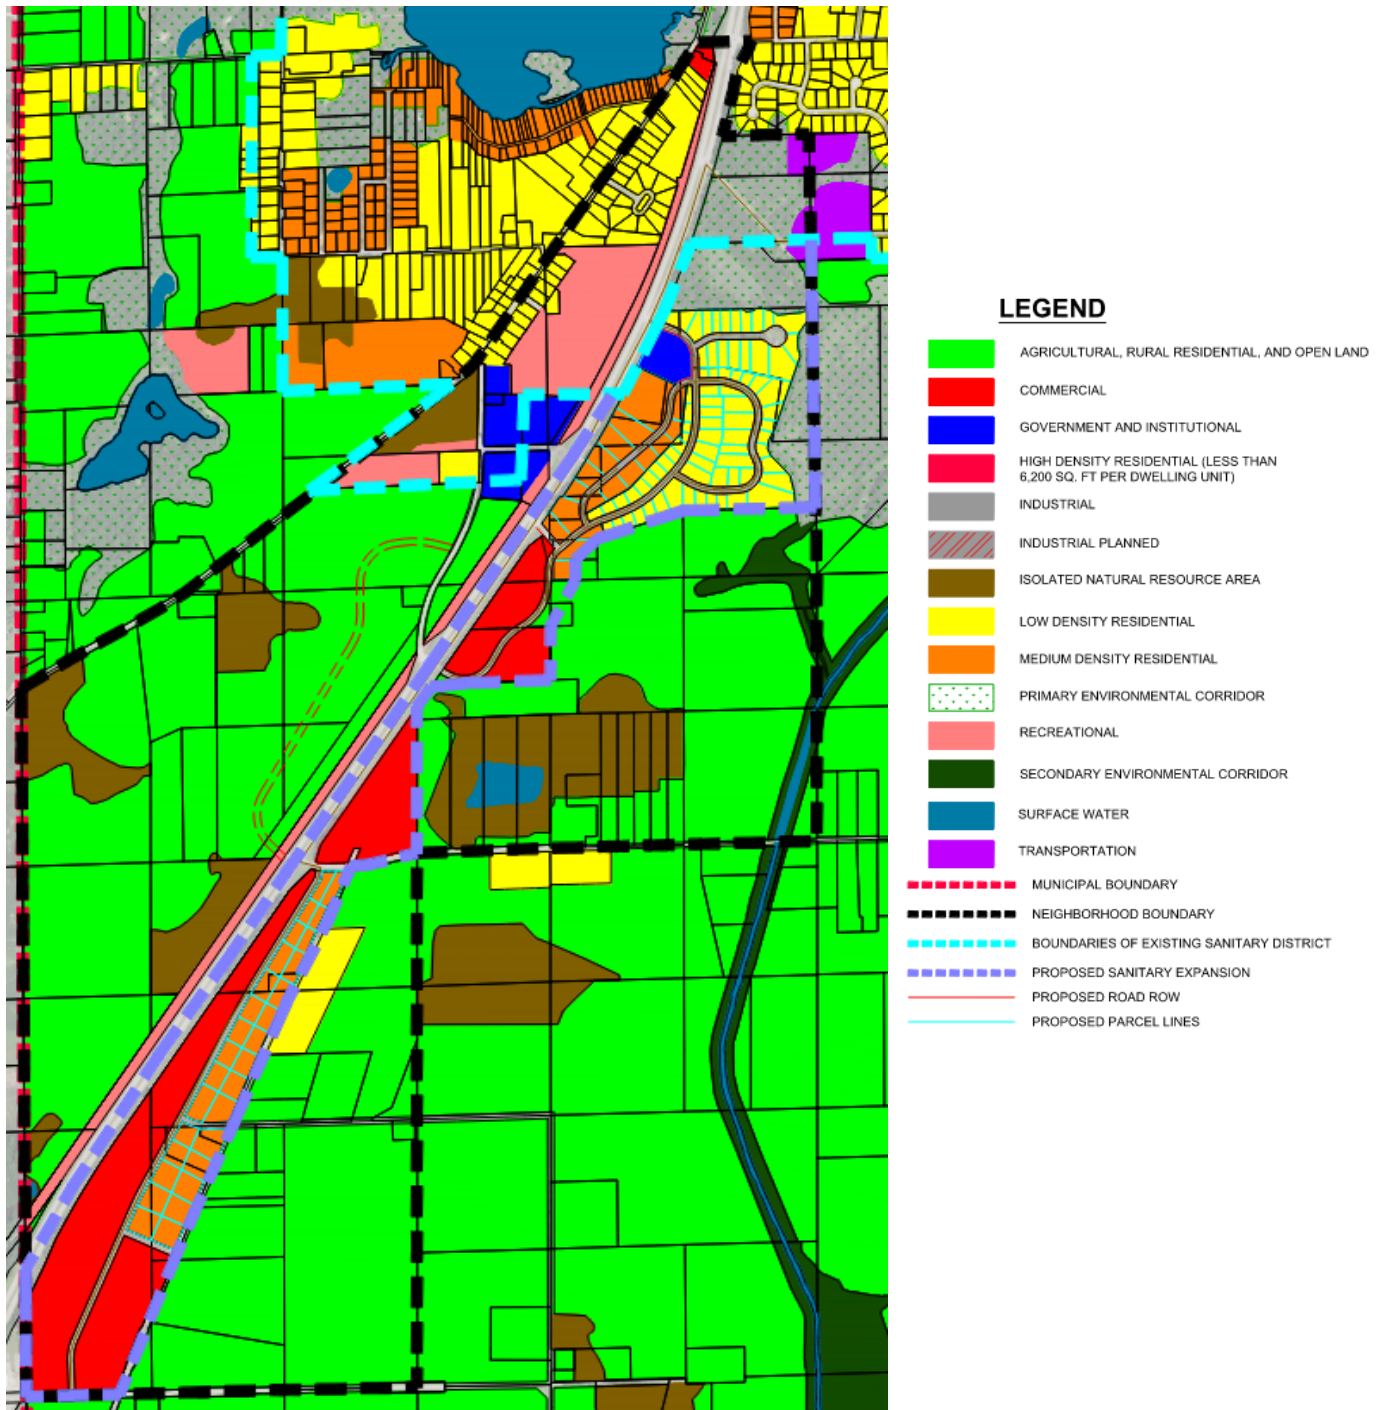 LEGEND
AGRICULTURAL, RURAL RESIDENTIAL, AND OPEN LAND
COMMERCIAL
GOVERNMENT AND INSTITUTIONAL
HIGH DENSITY RESIDENTIAL (LESS THAN
6,200 SQ. FT PER DWELLING UNIT)
INDUSTRIAL
INDUSTRIAL PLANNED
ISOLATED NATURAL RESOURCE AREA
LOW DENSITY RESIDENTIAL
MEDIUM DENSITY RESIDENTIAL
PRIMARY ENVIRONMENTAL CORRIDOR
RECREATIONAL
SECONDARY ENVIRONMENTAL CORRIDOR
SURFACE WATER
TRANSPORTATION
MUNICIPAL BOUNDARY
NEIGHBORHOOD BOUNDARY
BOUNDARIES OF EXISTING SANITARY DISTRICT
PROPOSED SANITARY EXPANSION
PROPOSED ROAD ROW
PROPOSED PARCEL LINES